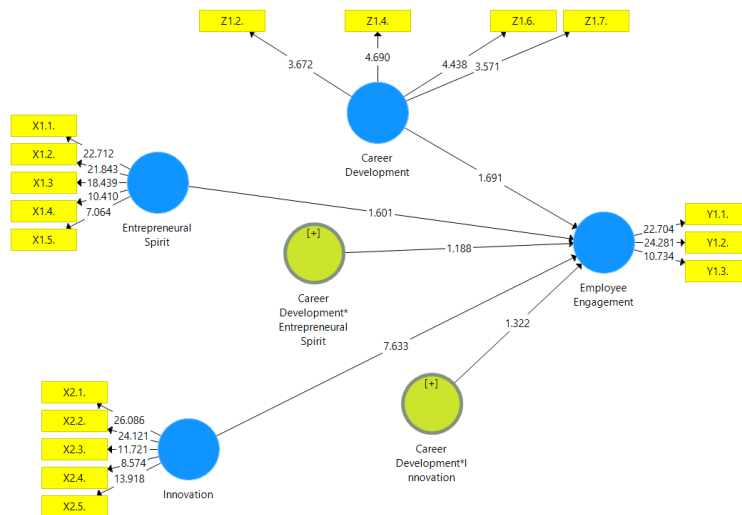 Z1.2.
Z1.4.
Z1.6.
Z1.7.
3.672
4.690
4.438
3.571
Career
Development
X1.1.
X1.2.
X1.3
X1.4.
X1.5.
22.712
21.843
18.439
10.410
7.064
Entrepreneurial
Spirit
1.691
1.601
[+]
Career
Development*
Entrepreneurial
Spirit
1.188
Y1.1.
Y1.2.
Y1.3.
22.704
24.281
10.734
Employee
Engagement
1.322
7.633
[+]
Career
Development*I
nnovation
X2.1.
X2.2.
X2.3.
X2.4.
X2.5.
26.086
24.121
11.721
8.574
13.918
Innovation